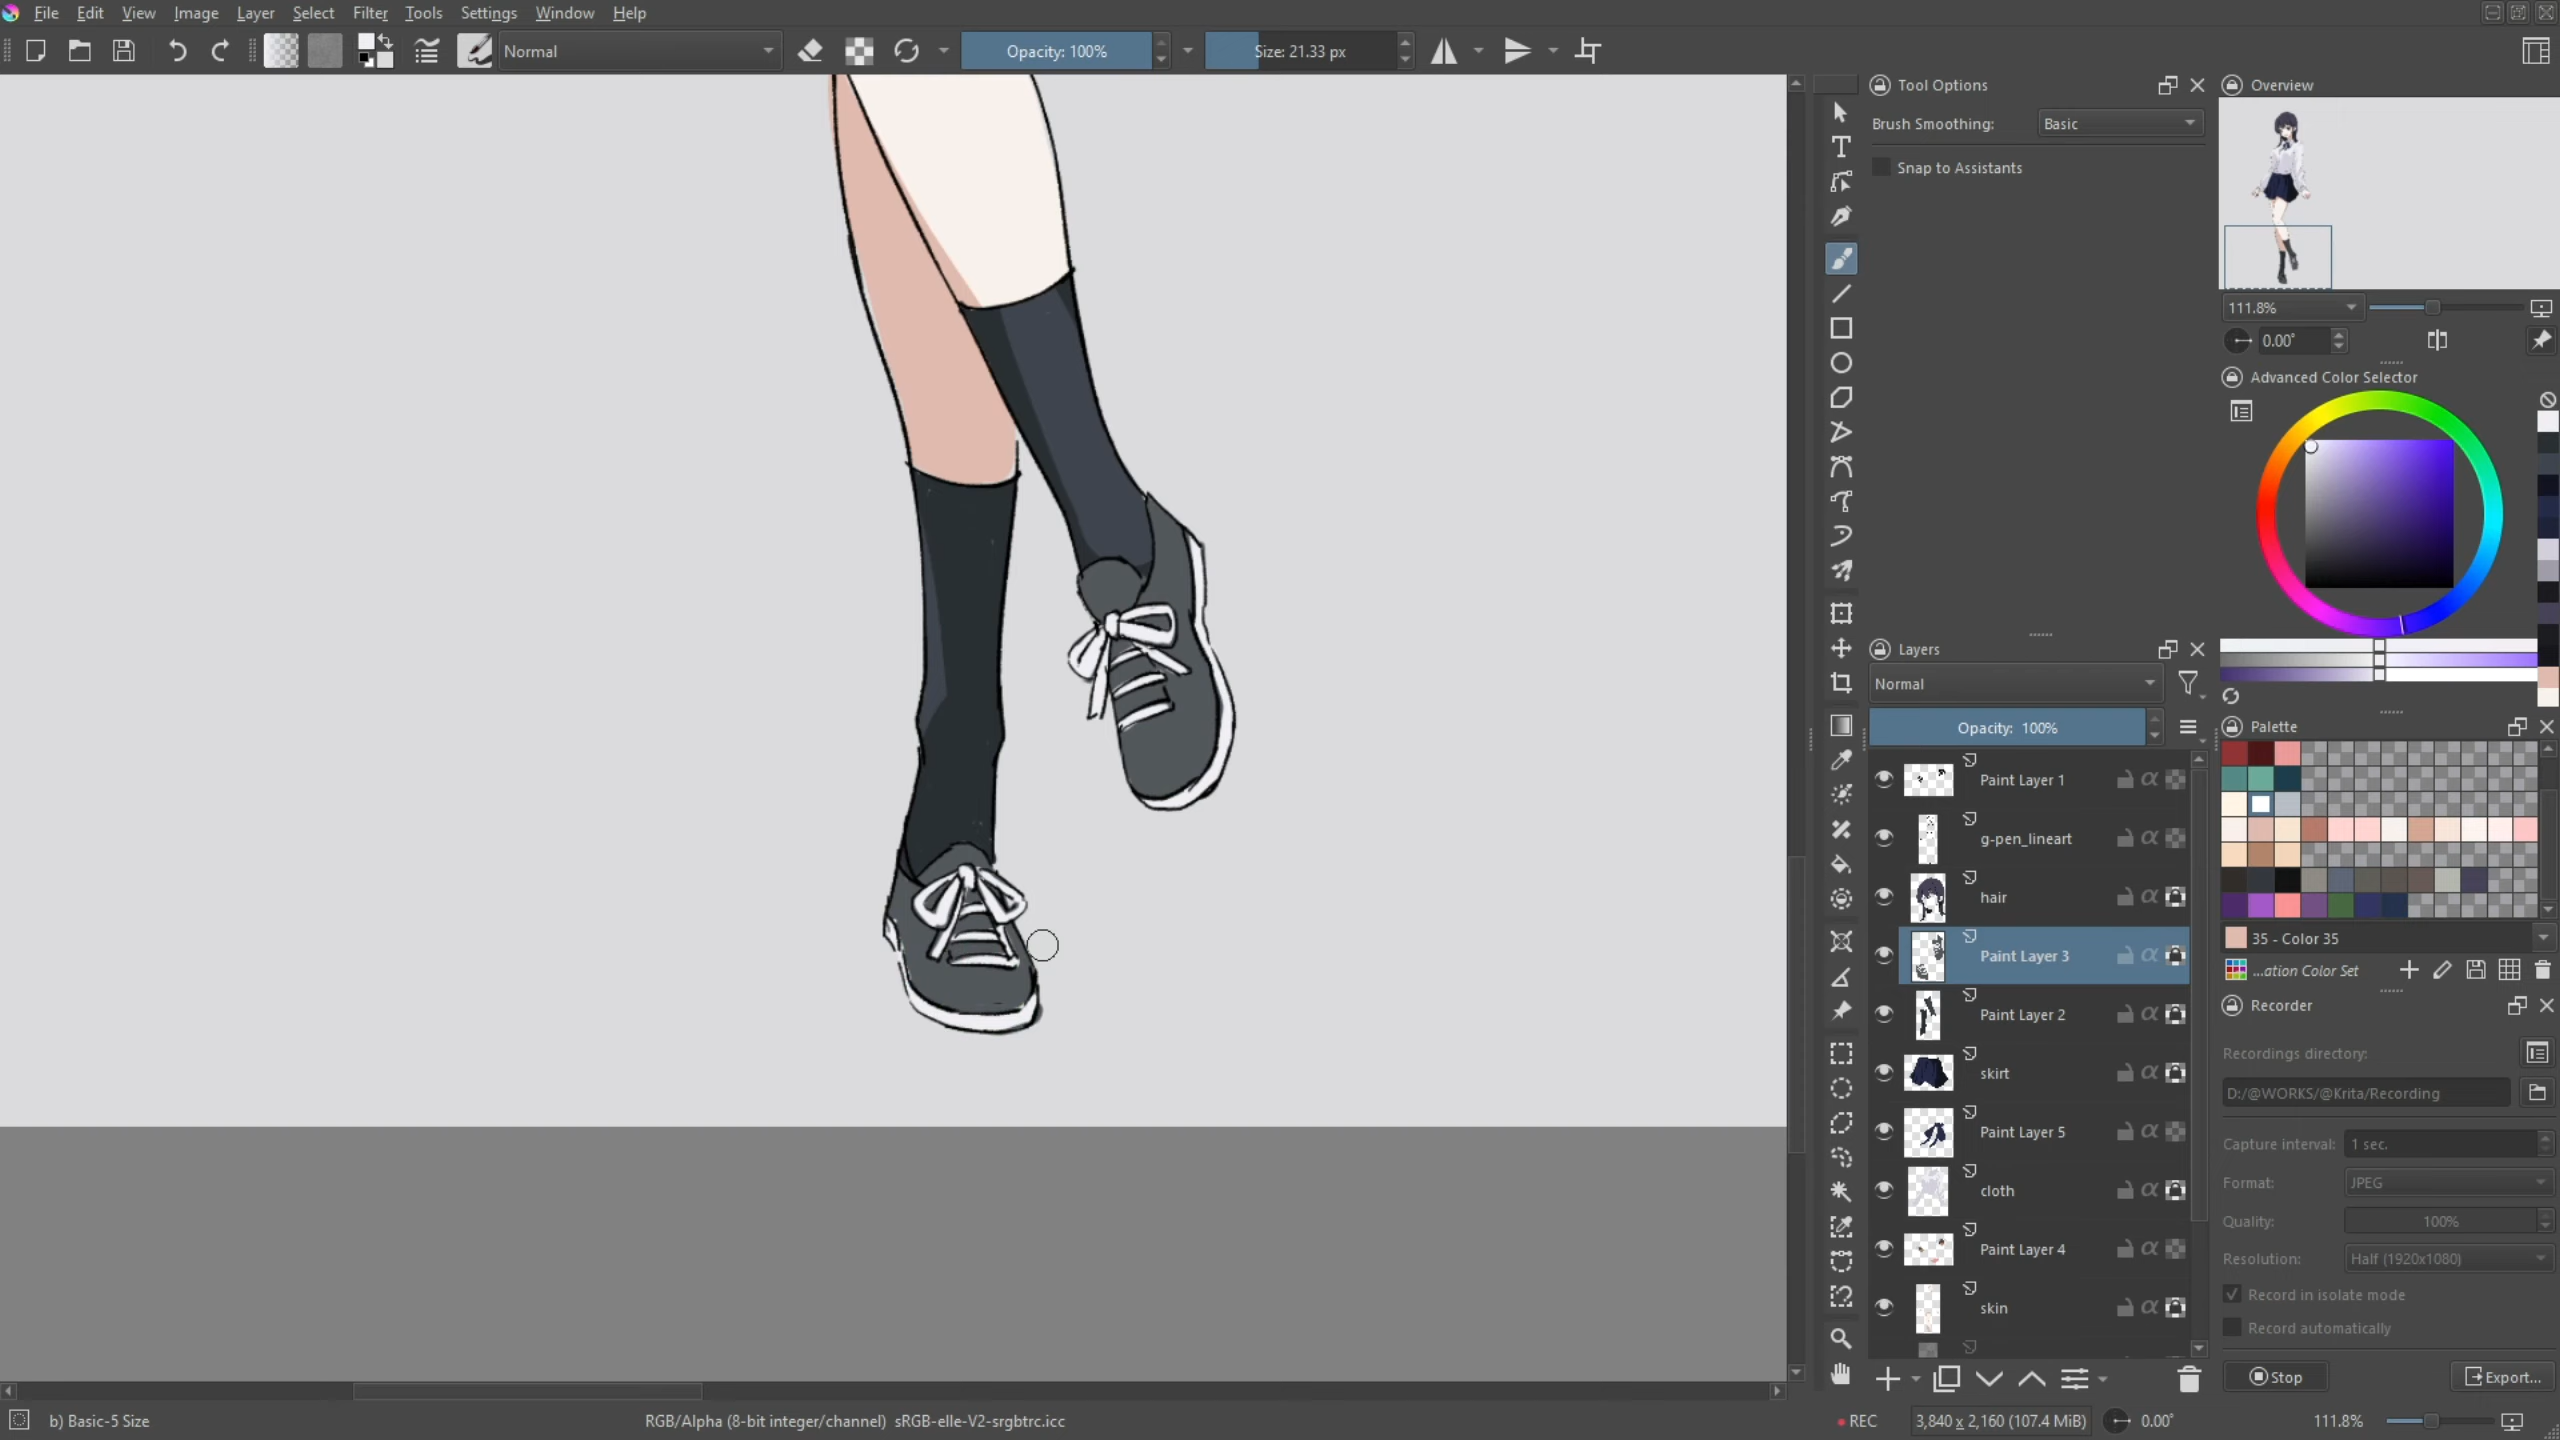 File Edit View Image Layer Select Filter Tools Settings Window Help
Normal Opacity: 100% Size: 21.33 px
Tool Options
Brush Smoothing: Basic
Snap to Assistants
Overview
111.8%
0.00°
Advanced Color Selector
Layers
Normal
Opacity: 100%
Paint Layer 1
g-pen_lineart
hair
Paint Layer 3
Paint Layer 2
skirt
Paint Layer 5
cloth
Paint Layer 4
skin
Palette
35 - Color 35
...ation Color Set
Recorder
Recordings directory:
D:/@WORKS/@Krita/Recording
Capture interval: 1 sec.
Format: JPEG
Quality: 100%
Resolution: Half (1920x1080)
Record in isolate mode
Record automatically
Stop Export...
b) Basic-5 Size RGB/Alpha (8-bit integer/channel) sRGB-elle-V2-srgbtrc.icc REC 3,840 x 2,160 (107.4 MiB) 0.00° 111.8%